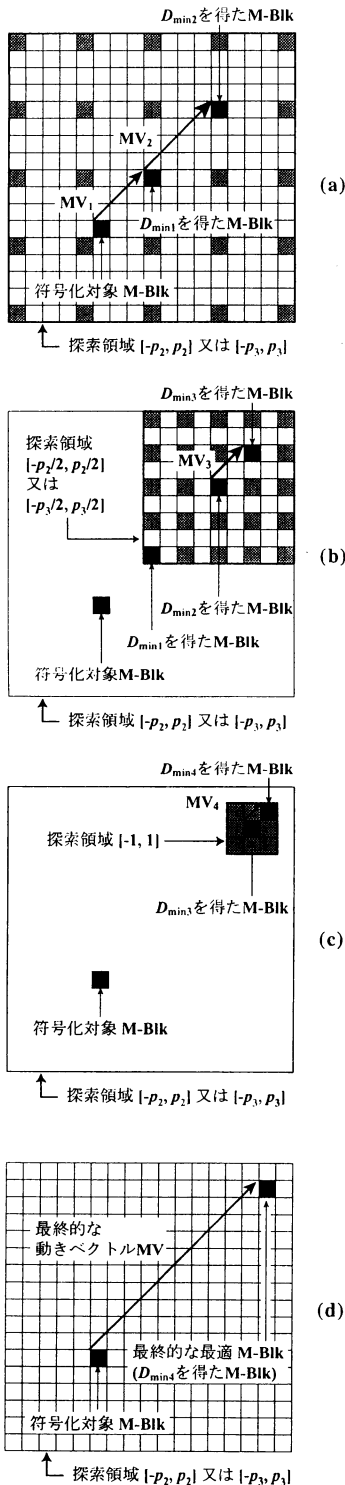 Dmin2を得たM-Blk
MV2
MV1
(a)
Dmin1を得たM-Blk
符号化対象 M-Blk
探索領域 [-p2, p2] 又は [-p3, p3]
Dmin3を得たM-Blk
探索領域
[-p2/2, p2/2]
又は
[-p3/2, p3/2]
MV3
(b)
Dmin2を得たM-Blk
Dmin1を得たM-Blk
符号化対象M-Blk
探索領域 [-p2, p2] 又は [-p3, p3]
Dmin4を得たM-Blk
MV4
探索領域 [-1, 1]
Dmin3を得たM-Blk
(c)
符号化対象 M-Blk
探索領域 [-p2, p2] 又は [-p3, p3]
最終的な
動きベクトルMV
(d)
最終的な最適 M-Blk
(Dmin4を得たM-Blk)
符号化対象 M-Blk
探索領域 [-p2, p2] 又は [-p3, p3]